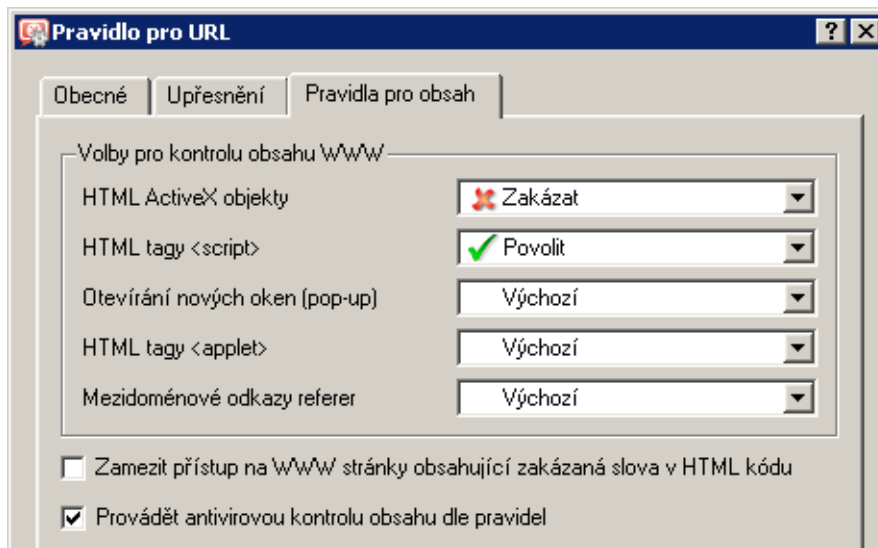 Pravidlo pro URL
Obecné Upřesnění Pravidla pro obsah
Volby pro kontrolu obsahu WWW
HTML ActiveX objekty Zakázat
HTML tagy <script> Povolit
Otevírání nových oken (pop-up) Výchozí
HTML tagy <applet> Výchozí
Mezidoménové odkazy referer Výchozí
Zamezit přístup na WWW stránky obsahující zakázaná slova v HTML kódu
Provádět antivirovou kontrolu obsahu dle pravidel